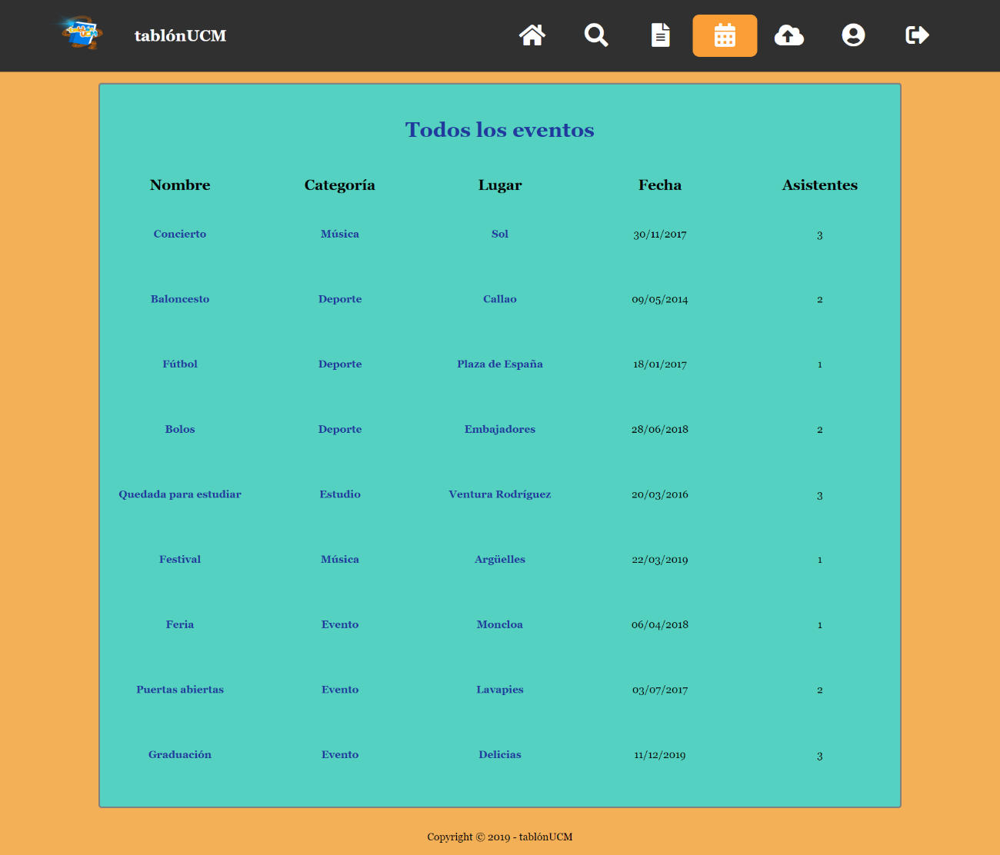 tablónUCM
Todos los eventos
Nombre Categoría Lugar Fecha Asistentes
Concierto Música Sol 30/11/2017 3
Baloncesto Deporte Callao 09/05/2014 2
Fútbol Deporte Plaza de España 18/01/2017 1
Bolos Deporte Embajadores 28/06/2018 2
Quedada para estudiar Estudio Ventura Rodríguez 20/03/2016 3
Festival Música Argüelles 22/03/2019 1
Feria Evento Moncloa 06/04/2018 1
Puertas abiertas Evento Lavapies 03/07/2017 2
Graduación Evento Delicias 11/12/2019 3
Copyright © 2019 - tablónUCM